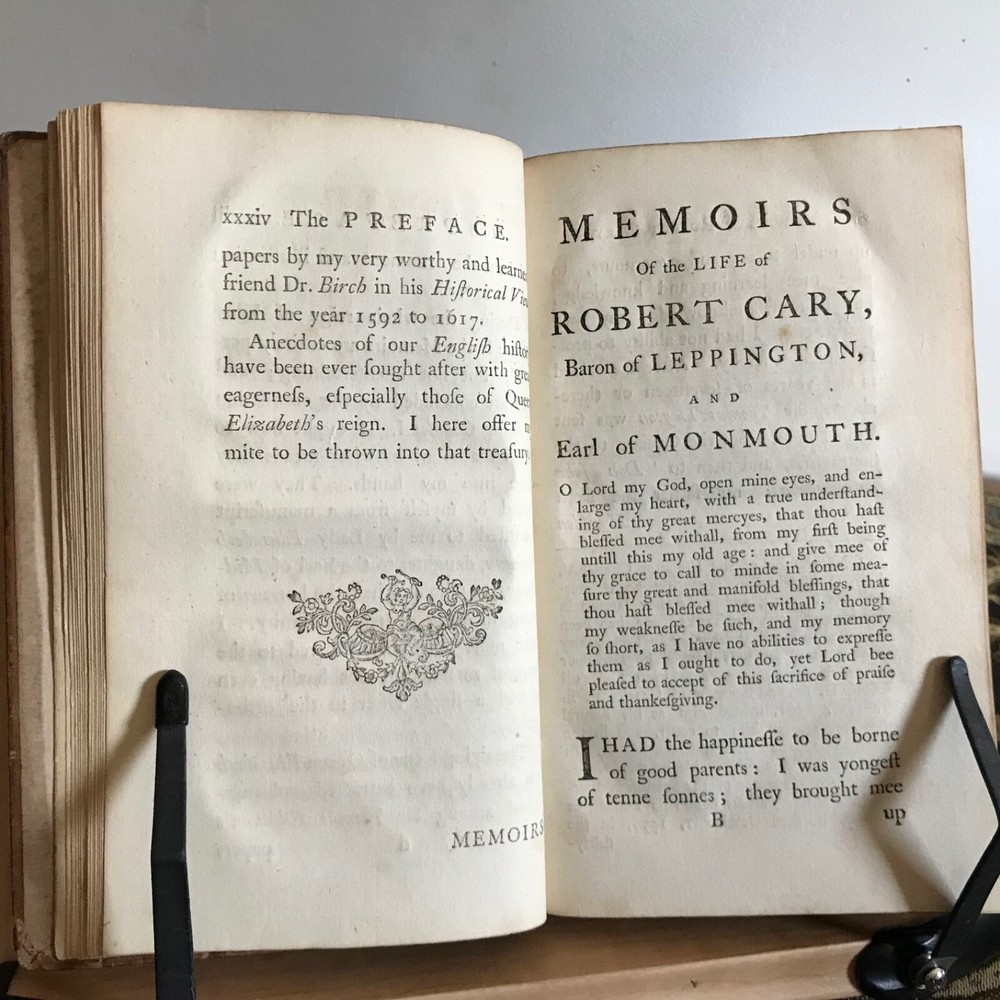 xxxiv The PREFACE.
papers by my very worthy and learne
friend Dr. Birch in his Hiſtorical Vie
from the year 1592 to 1617.
Anecdotes of our Engliſh hiſtor
have been ever ſought after with gre
eagerneſs, eſpecially thoſe of Que
Elizabeth's reign. I here offer m
mite to be thrown into that treaſury.
MEMOIRS
MEMOIRS
Of the LIFE of
ROBERT CARY,
Baron of LEPPINGTON,
AND
Earl of MONMOUTH.
O Lord my God, open mine eyes, and en-
large my heart, with a true underſtand-
ing of thy great mercyes, that thou haſt
bleſſed mee withall, from my firſt being
untill this my old age: and give mee of
thy grace to call to minde in ſome mea-
ſure thy great and manifold bleſſings, that
thou haſt bleſſed mee withall; though
my weakneſſe be ſuch, and my memory
ſo ſhort, as I have no abilities to expreſſe
them as I ought to do, yet Lord bee
pleaſed to accept of this ſacrifice of praiſe
and thankeſgiving.
I HAD the happineſſe to be borne
of good parents: I was yongeſt
of tenne ſonnes; they brought mee
B up